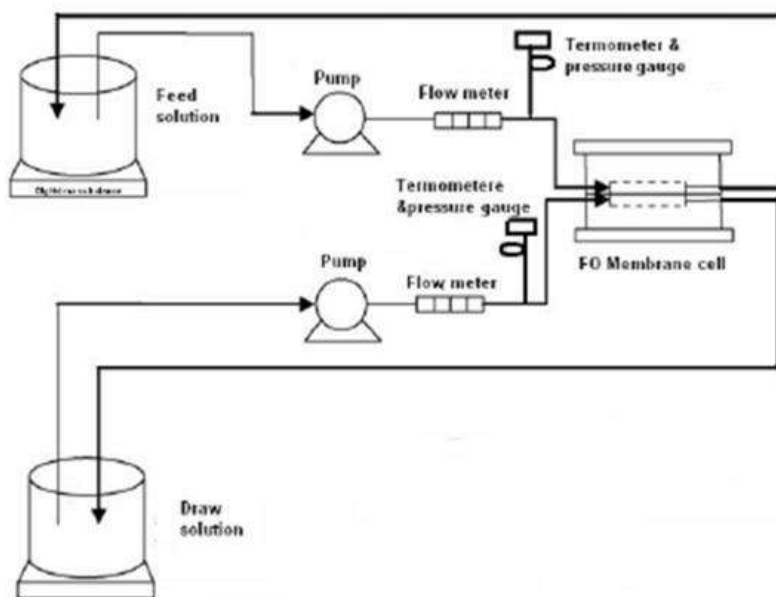 Termometer &
pressure gauge
Pump
Flow meter
Feed
solution
Termometere
&pressure gauge
FO Membrane cell
Pump
Flow meter
Draw
solution